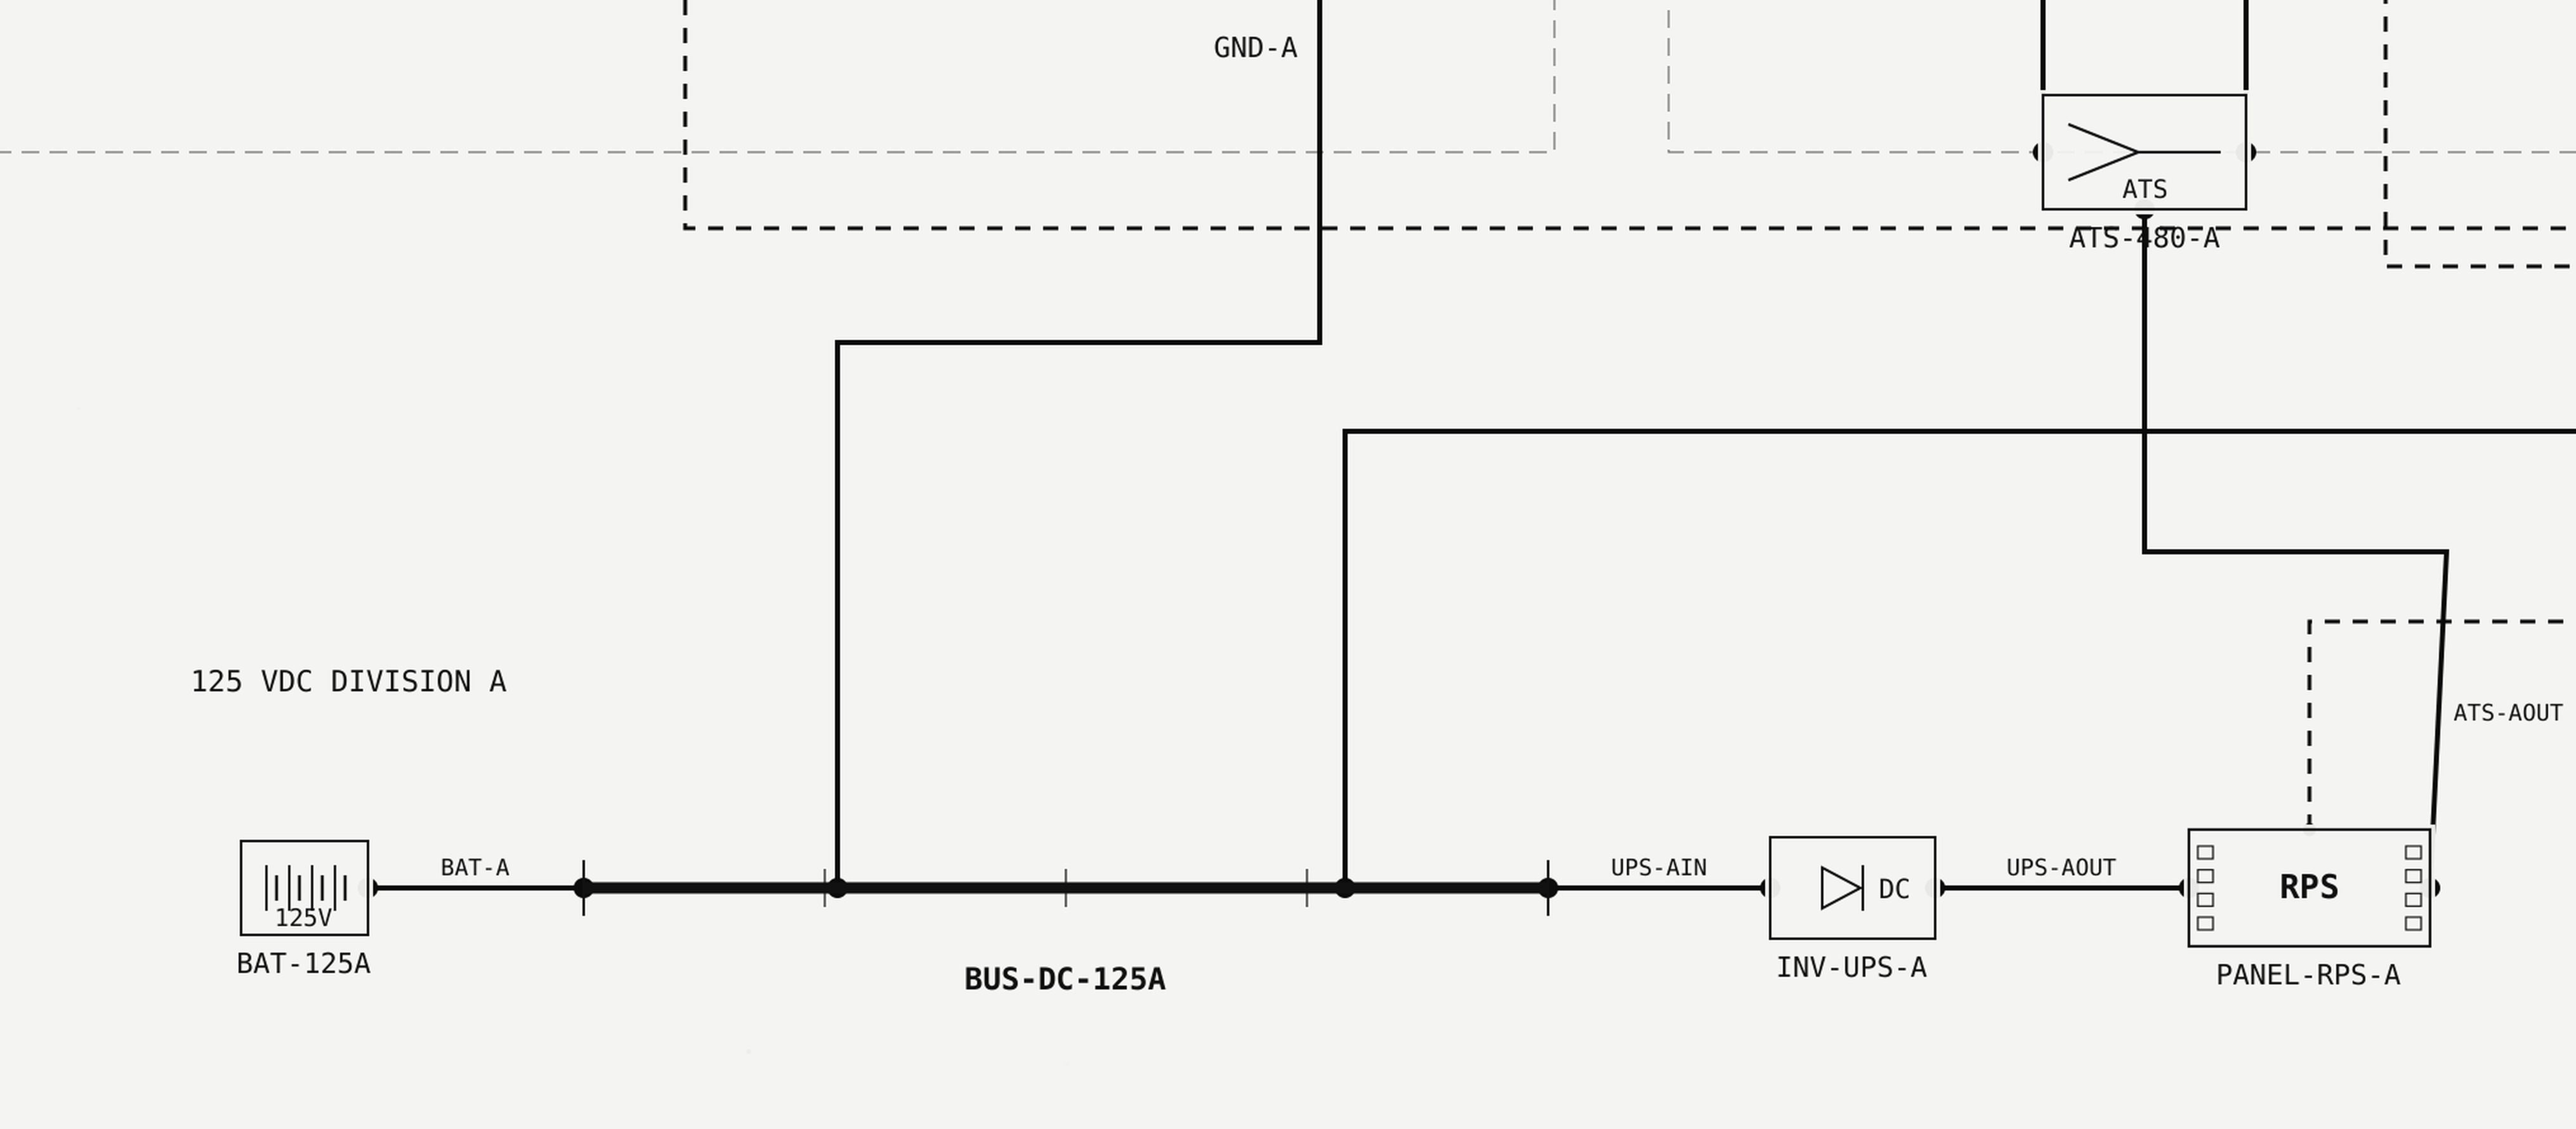 GND-A
ATS
ATS-480-A
125 VDC DIVISION A
ATS-AOUT
BAT-A
UPS-AIN
UPS-AOUT
125V
DC
RPS
BAT-125A
BUS-DC-125A
INV-UPS-A
PANEL-RPS-A